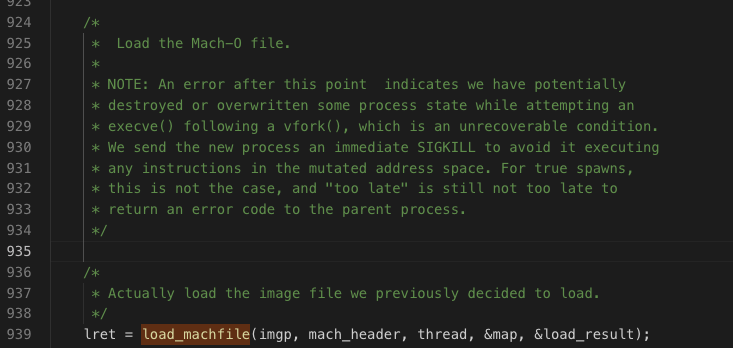 923
924 /*
925 *  Load the Mach-O file.
926 *
927 * NOTE: An error after this point  indicates we have potentially
928 * destroyed or overwritten some process state while attempting an
929 * execve() following a vfork(), which is an unrecoverable condition.
930 * We send the new process an immediate SIGKILL to avoid it executing
931 * any instructions in the mutated address space. For true spawns,
932 * this is not the case, and "too late" is still not too late to
933 * return an error code to the parent process.
934 */
935
936 /*
937 * Actually load the image file we previously decided to load.
938 */
939 lret = load_machfile(imgp, mach_header, thread, &map, &load_result);